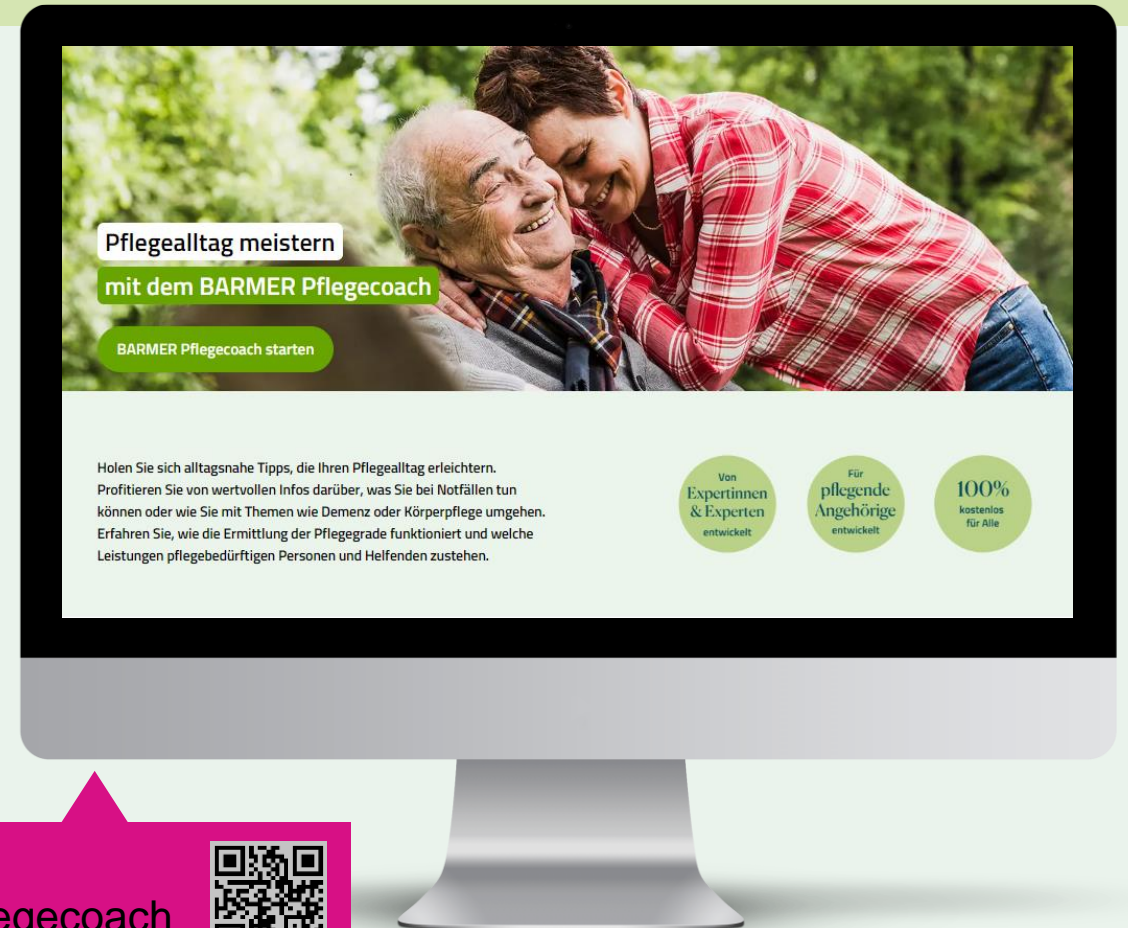 Pflegealltag meistern
mit dem BARMER Pflegecoach
BARMER Pflegecoach starten
Holen Sie sich alltagsnahe Tipps, die Ihren Pflegealltag erleichtern.
Profitieren Sie von wertvollen Infos darüber, was Sie bei Notfällen tun
können oder wie Sie mit Themen wie Demenz oder Körperpflege umgehen.
Erfahren Sie, wie die Ermittlung der Pflegegrade funktioniert und welche
Leistungen pflegebedürftigen Personen und Helfenden zustehen.
Von
Expertinnen
& Experten
entwickelt
Für
pflegende
Angehörige
entwickelt
100%
kostenlos
für Alle
egecoach